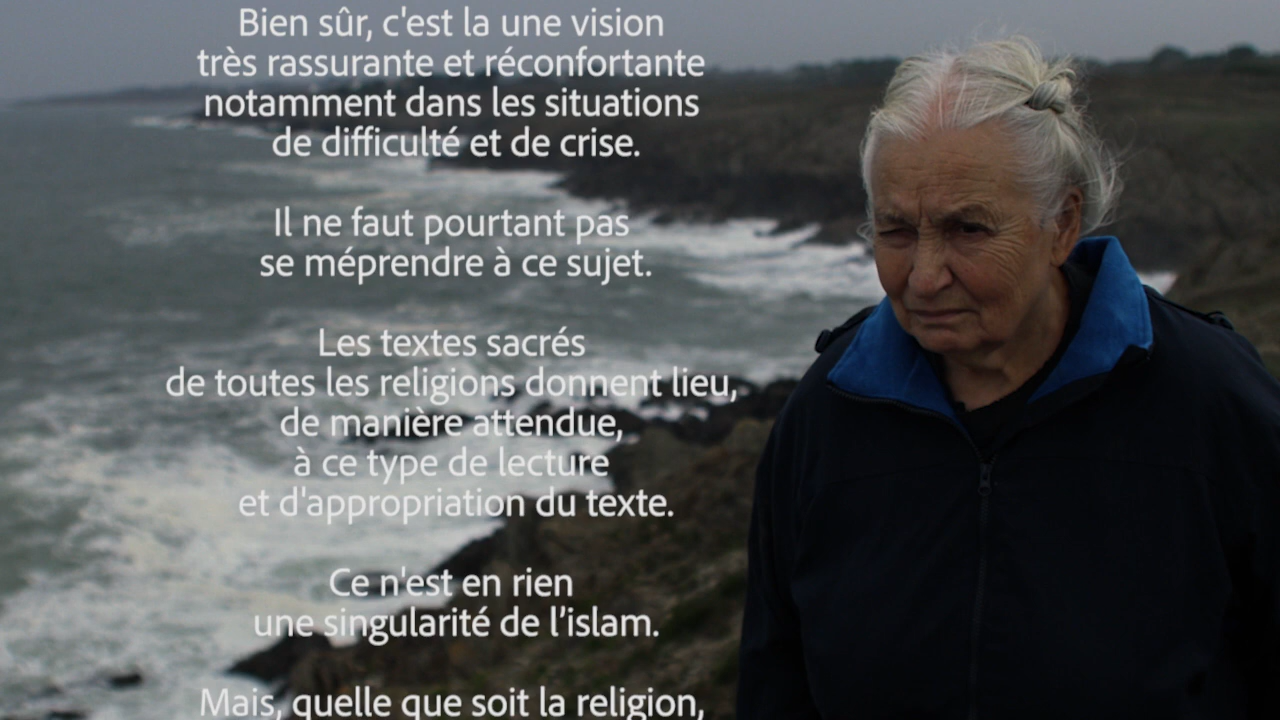 Bien sûr, c'est la une vision
très rassurante et réconfortante
notamment dans les situations
de difficulté et de crise.
Il ne faut pourtant pas
se méprendre à ce sujet.
Les textes sacrés
de toutes les religions donnent lieu,
de manière attendue,
à ce type de lecture
et d'appropriation du texte.
Ce n'est en rien
une singularité de l’islam.
Mais, quelle que soit la religion,